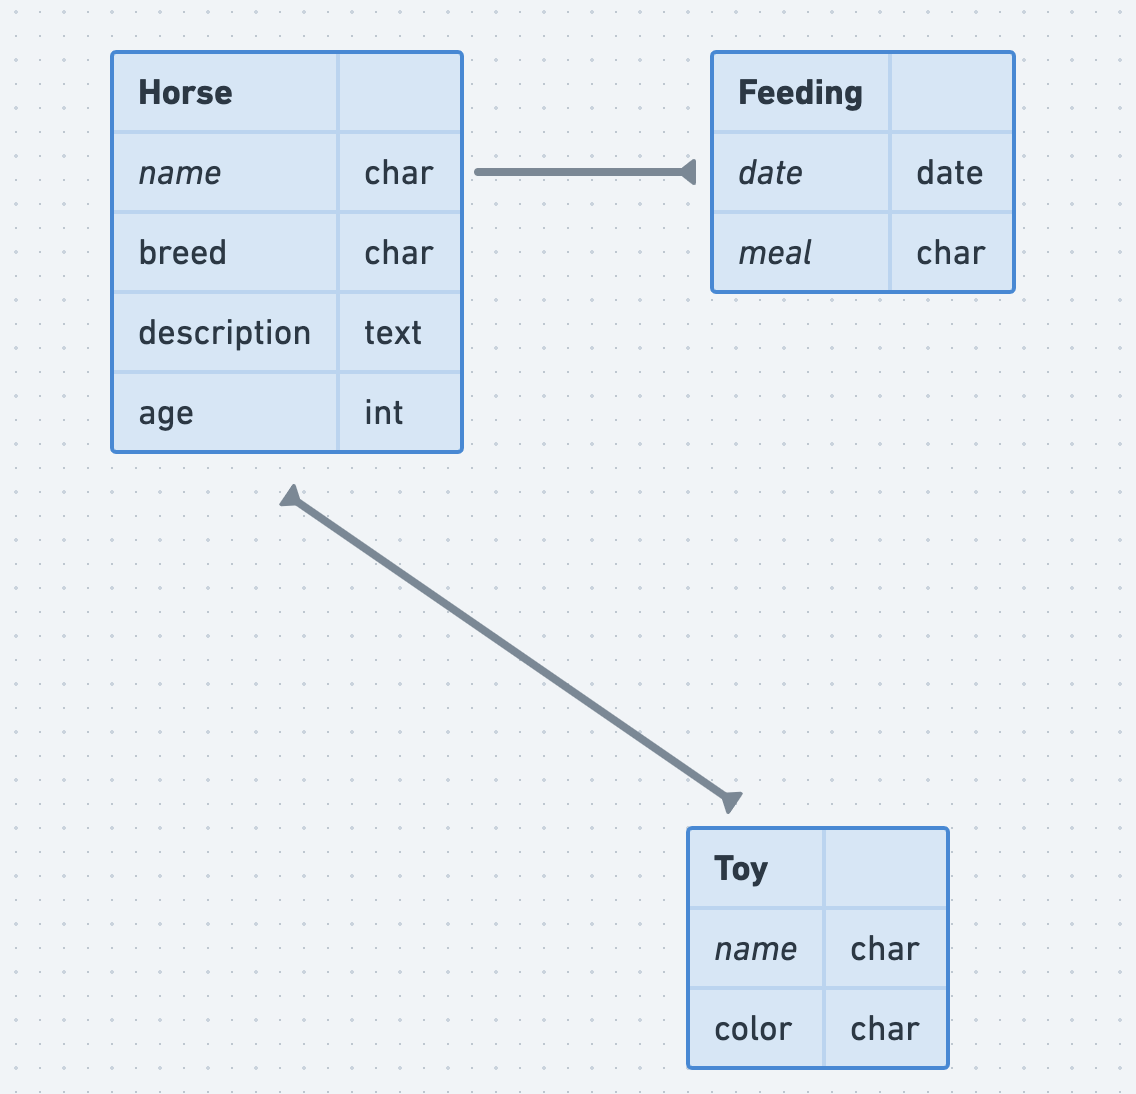 Horse
name char
breed char
description text
age int
Feeding
date date
meal char
Toy
name char
color char